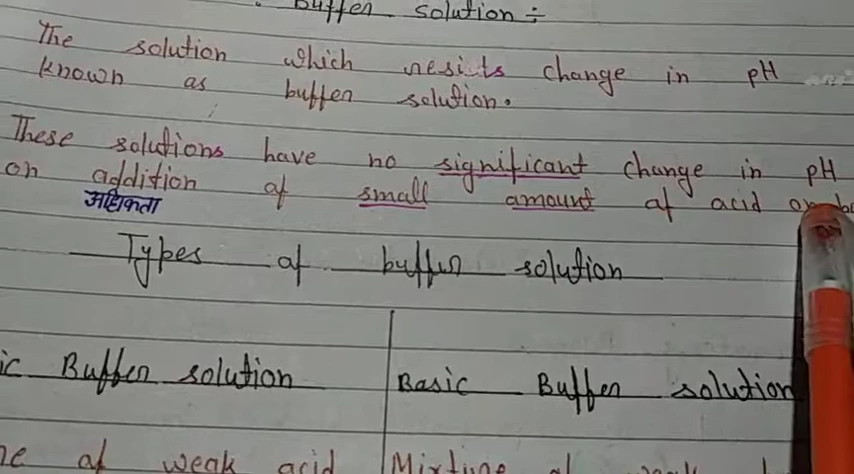 Buffer solution ÷
The solution which resists change in pH
known as buffer solution.
These solutions have no significant change in pH
on addition of small amount of acid or
Types of buffer solution
Buffer solution
Basic Buffer solution
of weak acid
Mixture